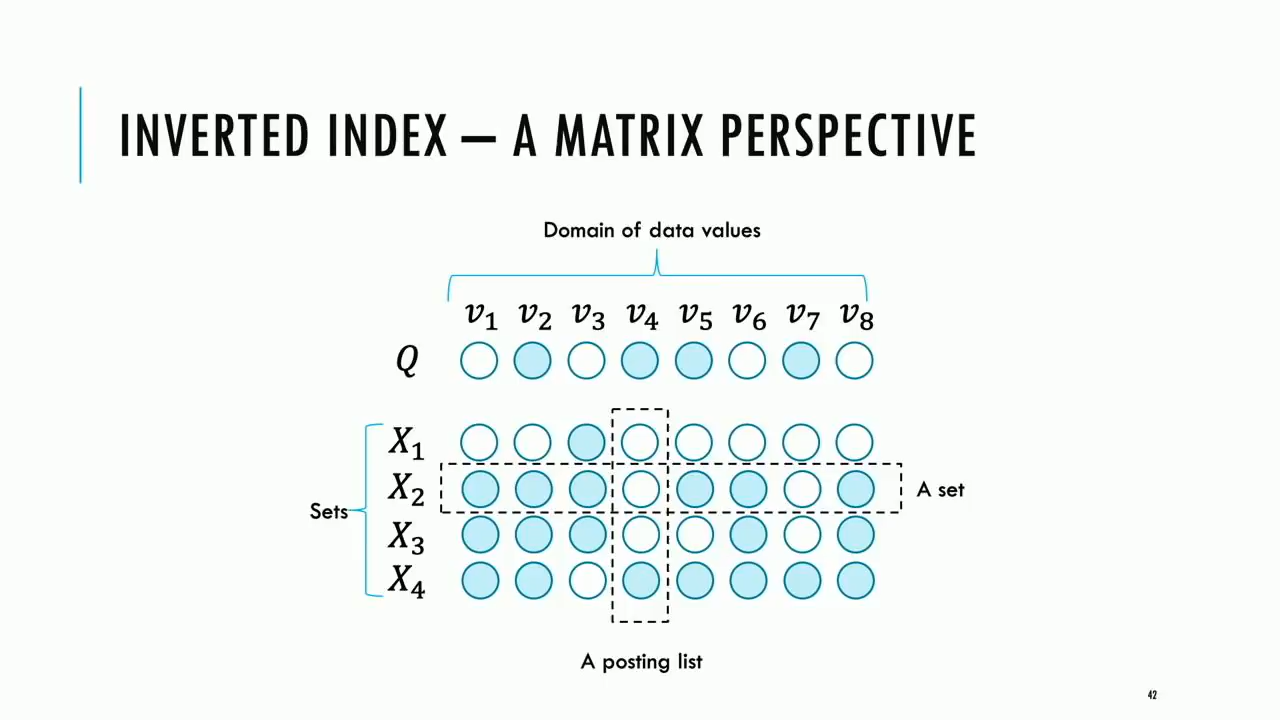 INVERTED INDEX — A MATRIX PERSPECTIVE
Domain of data values
v₁ v₂ v₃ v₄ v₅ v₆ v₇ v₈
Q
X₁
X₂
A set
Sets
X₃
X₄
A posting list
42